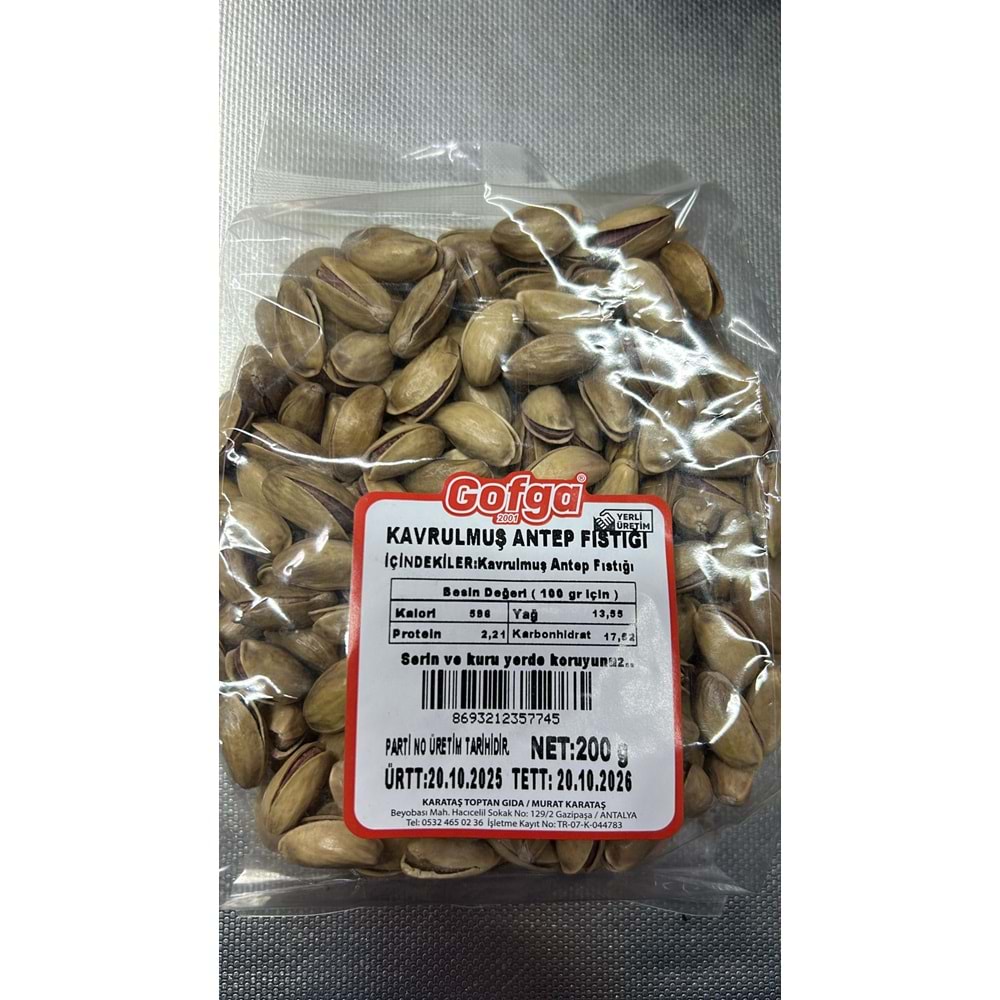 Gofga®
2001
YERLİ
ÜRETİM
KAVRULMUŞ ANTEP FISTIĞI
İÇİNDEKİLER:Kavrulmuş Antep Fıstığı
Besin Değeri ( 100 gr için )
Kalori 596 Yağ 13,55
Protein 2,21 Karbonhidrat 17,62
Serin ve kuru yerde koruyunuz..
8693212357745
PARTİ NO ÜRETİM TARİHİDİR. NET:200 g
ÜRTT:20.10.2025 TETT: 20.10.2026
KARATAŞ TOPTAN GIDA / MURAT KARATAŞ
Beyobası Mah. Hacıcelil Sokak No: 129/2 Gazipaşa / ANTALYA
Tel: 0532 465 02 36 İşletme Kayıt No: TR-07-K-044783